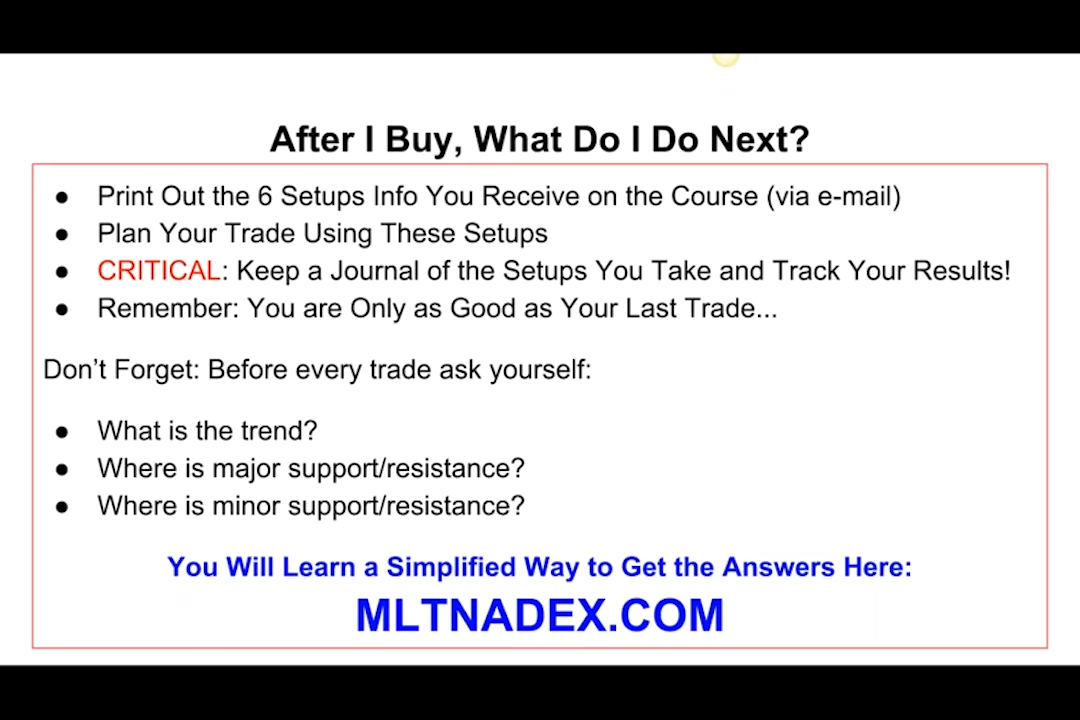 After I Buy, What Do I Do Next?
● Print Out the 6 Setups Info You Receive on the Course (via e-mail)
● Plan Your Trade Using These Setups
● CRITICAL: Keep a Journal of the Setups You Take and Track Your Results!
● Remember: You are Only as Good as Your Last Trade...
Don’t Forget: Before every trade ask yourself:
● What is the trend?
● Where is major support/resistance?
● Where is minor support/resistance?
You Will Learn a Simplified Way to Get the Answers Here:
MLTNADEX.COM